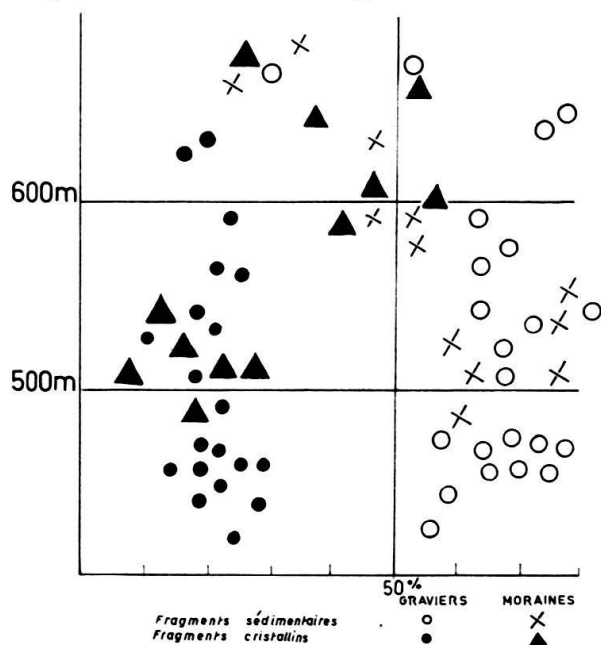 600m
500m
50%
GRAVIERS MORAINES
Fragments sédimentaires
Fragments cristallins